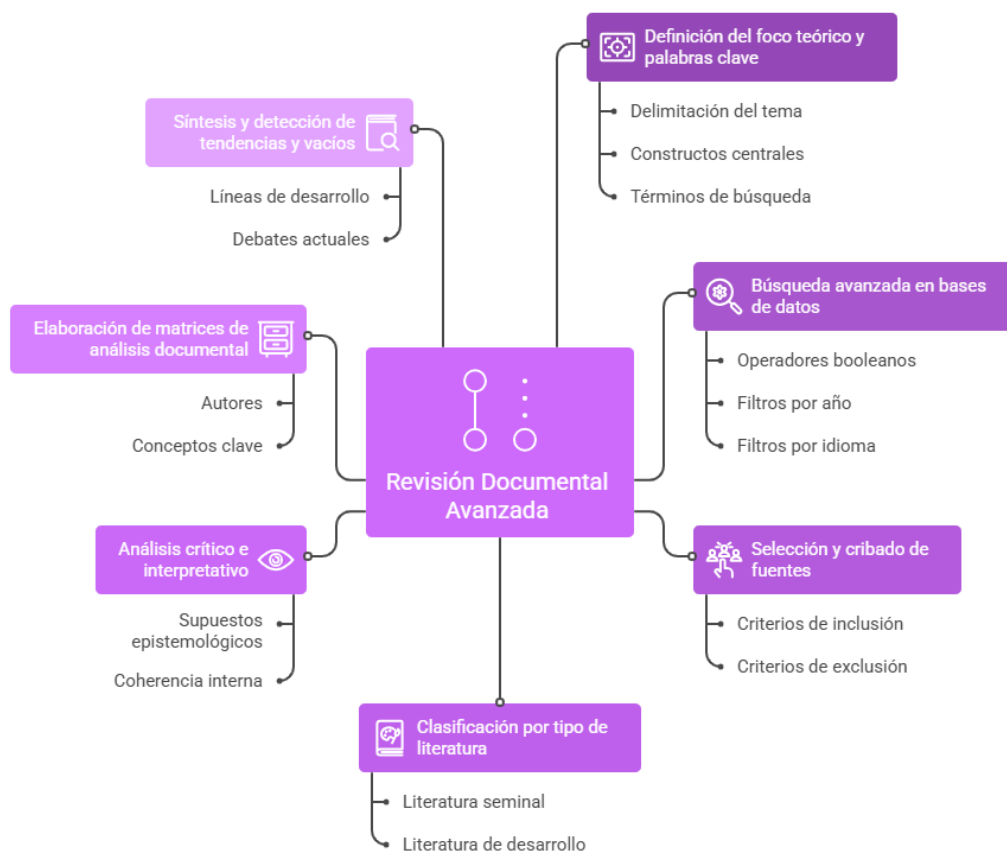 Definición del foco teórico y
palabras clave
Delimitación del tema
Constructos centrales
Términos de búsqueda
Síntesis y detección de
tendencias y vacíos
Líneas de desarrollo
Debates actuales
Búsqueda avanzada en bases
de datos
Operadores booleanos
Filtros por año
Filtros por idioma
Elaboración de matrices de
análisis documental
Autores
Conceptos clave
Revisión Documental
Avanzada
Análisis crítico e
interpretativo
Supuestos
epistemológicos
Coherencia interna
Selección y cribado de
fuentes
Criterios de inclusión
Criterios de exclusión
Clasificación por tipo de
literatura
Literatura seminal
Literatura de desarrollo